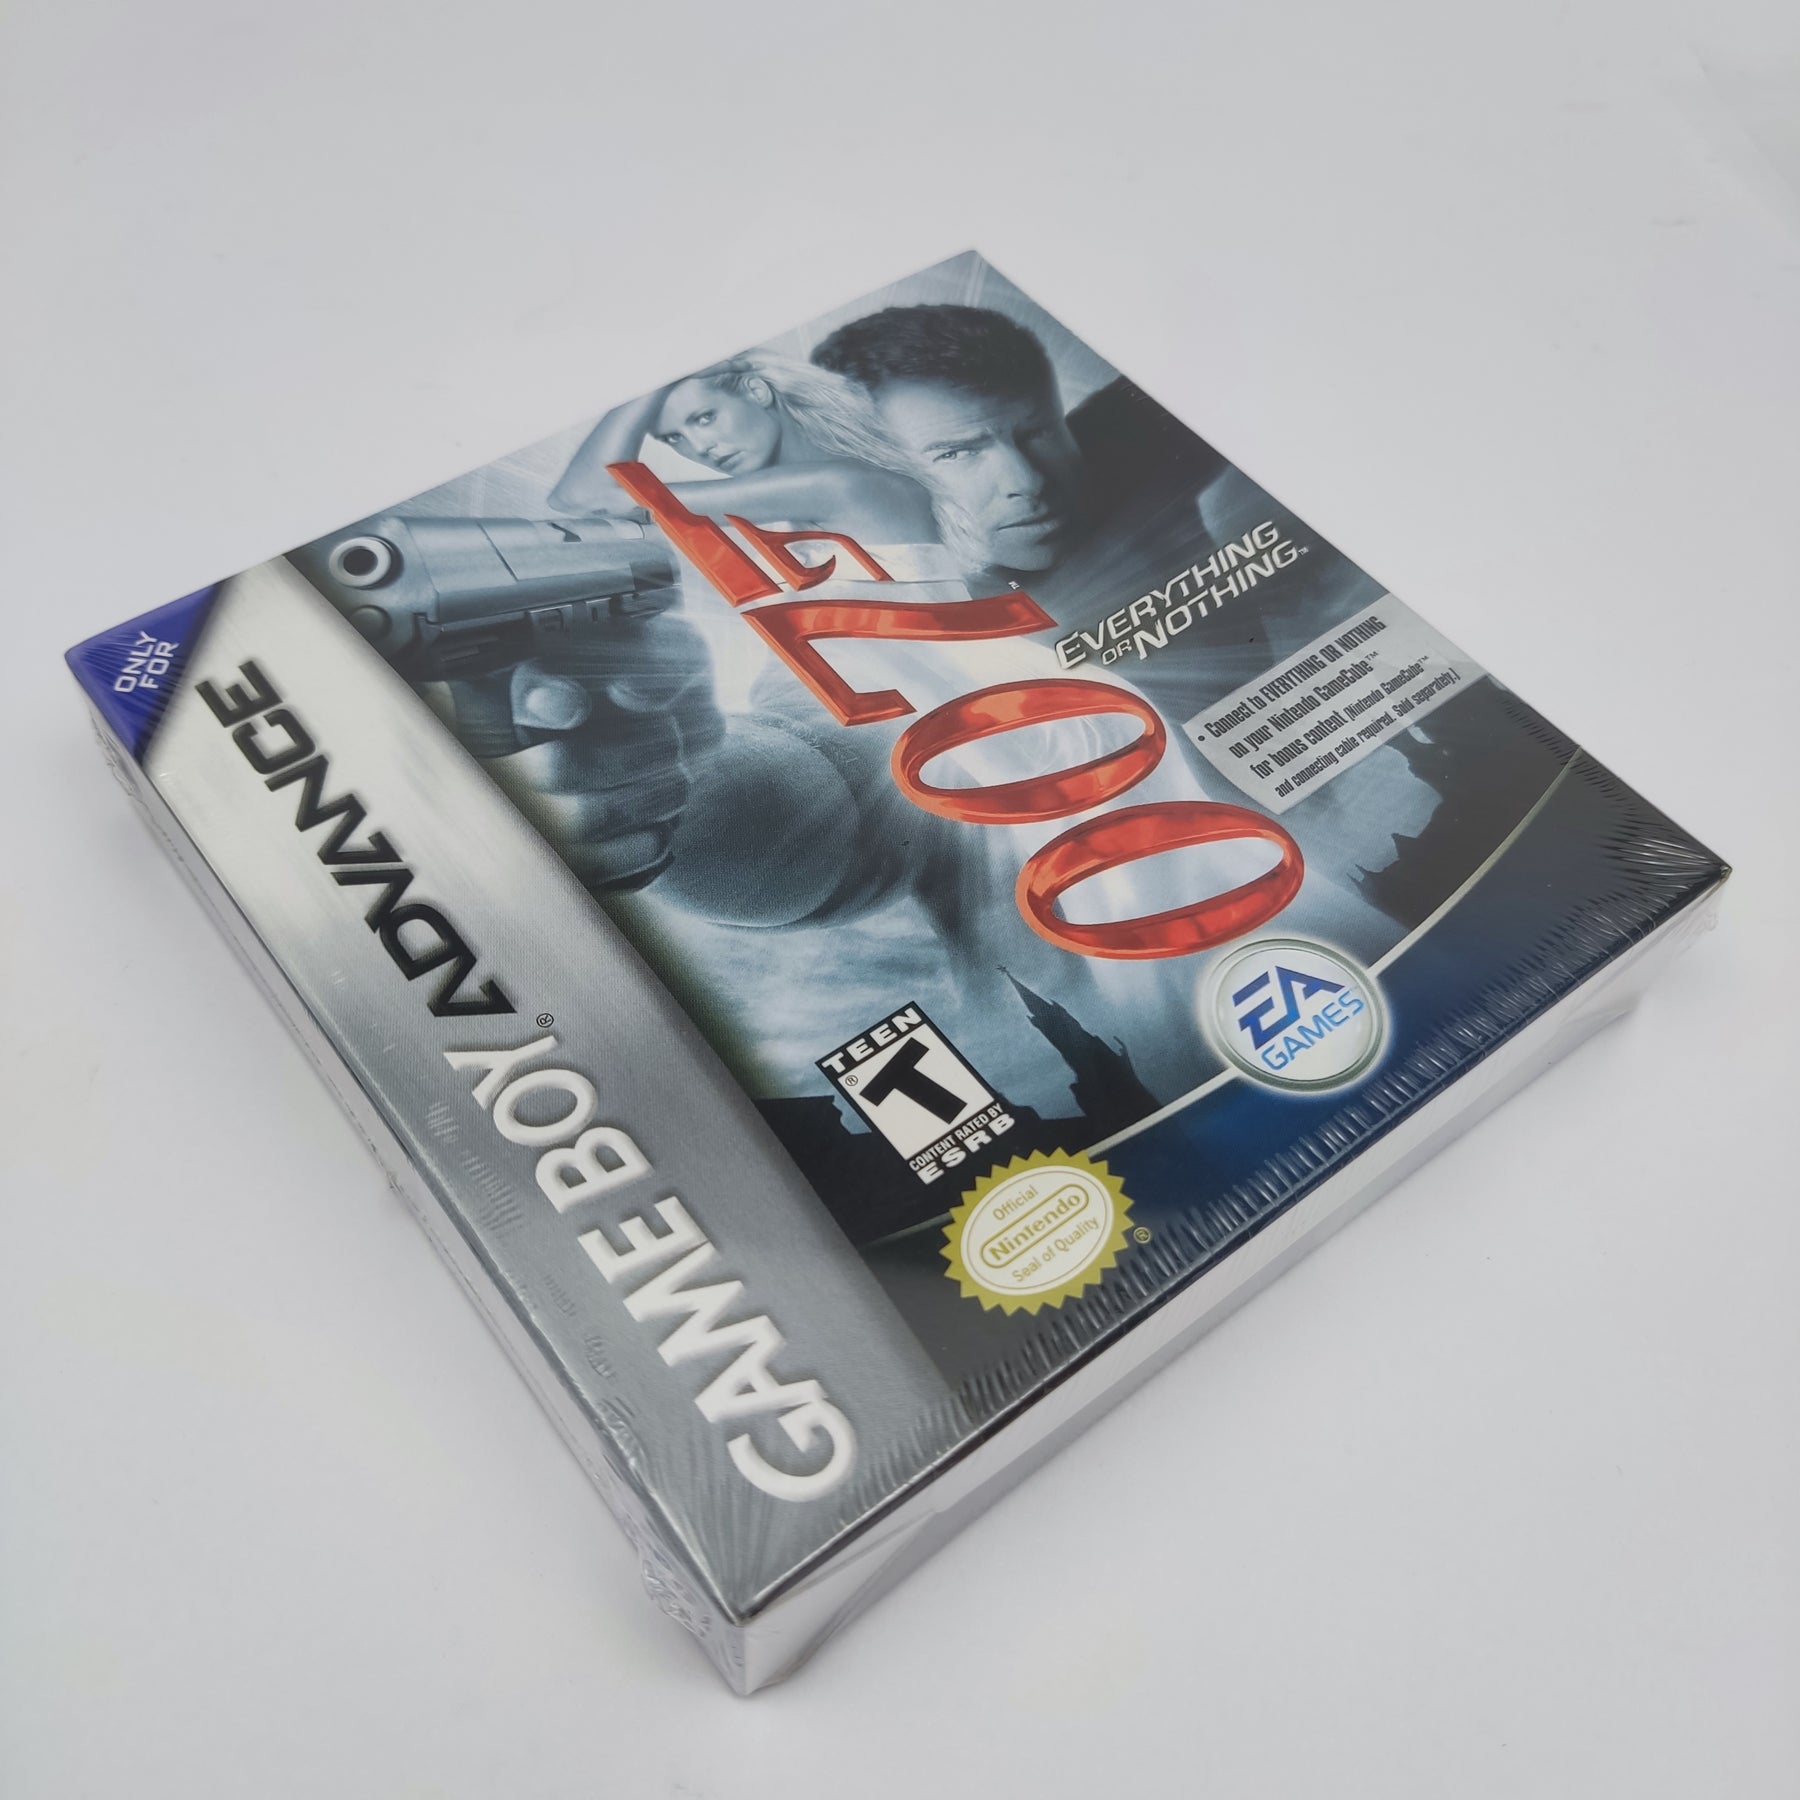 ONLY
FOR
GAME BOY® ADVANCE
007
™
EVERYTHING
OR NOTHING™
• Connect to EVERYTHING OR NOTHING
on your Nintendo GameCube™
for bonus content (Nintendo GameCube™
and connecting cable required. Sold separately.)
TEEN
T
®
CONTENT RATED BY
ESRB
EA
GAMES
Official
Nintendo
Seal of Quality
®